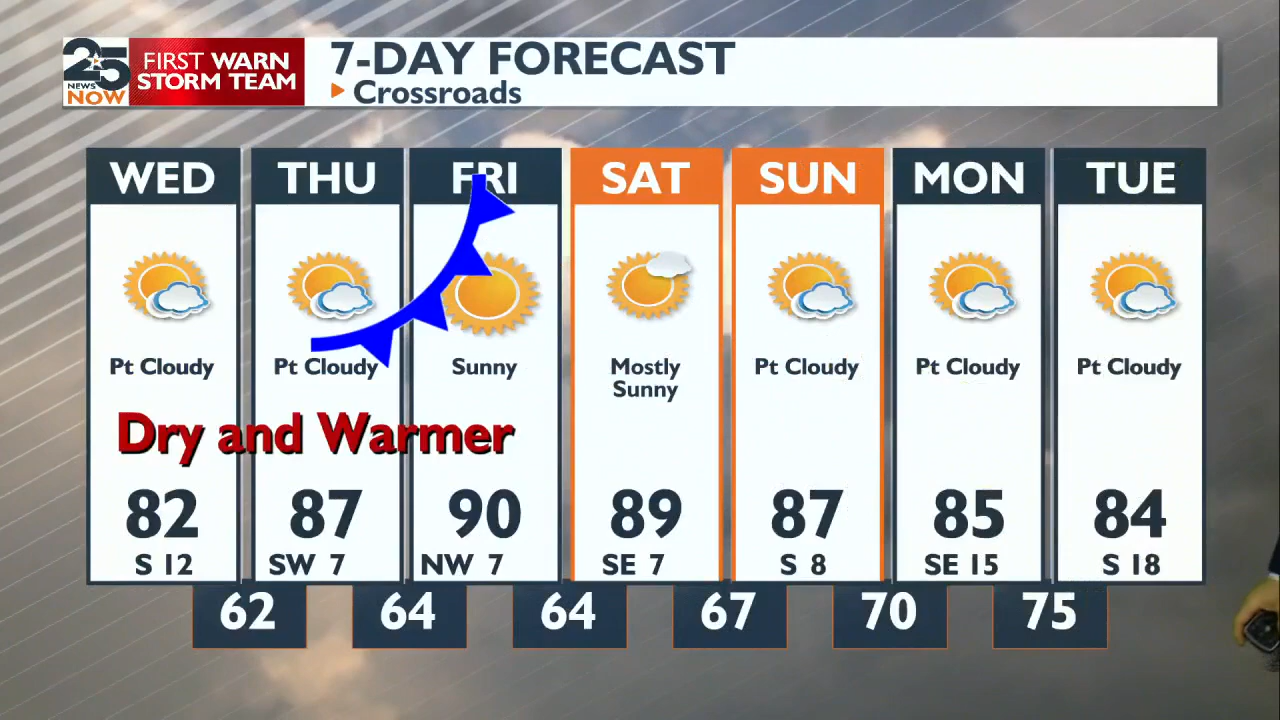 25
NEWS
NOW
FIRST WARN
STORM TEAM
7-DAY FORECAST
Crossroads
WED THU FRI SAT SUN MON TUE
Pt Cloudy Pt Cloudy Sunny Mostly Sunny Pt Cloudy Pt Cloudy Pt Cloudy
Dry and Warmer
82 87 90 89 87 85 84
S 12 SW 7 NW 7 SE 7 S 8 SE 15 S 18
62 64 64 67 70 75